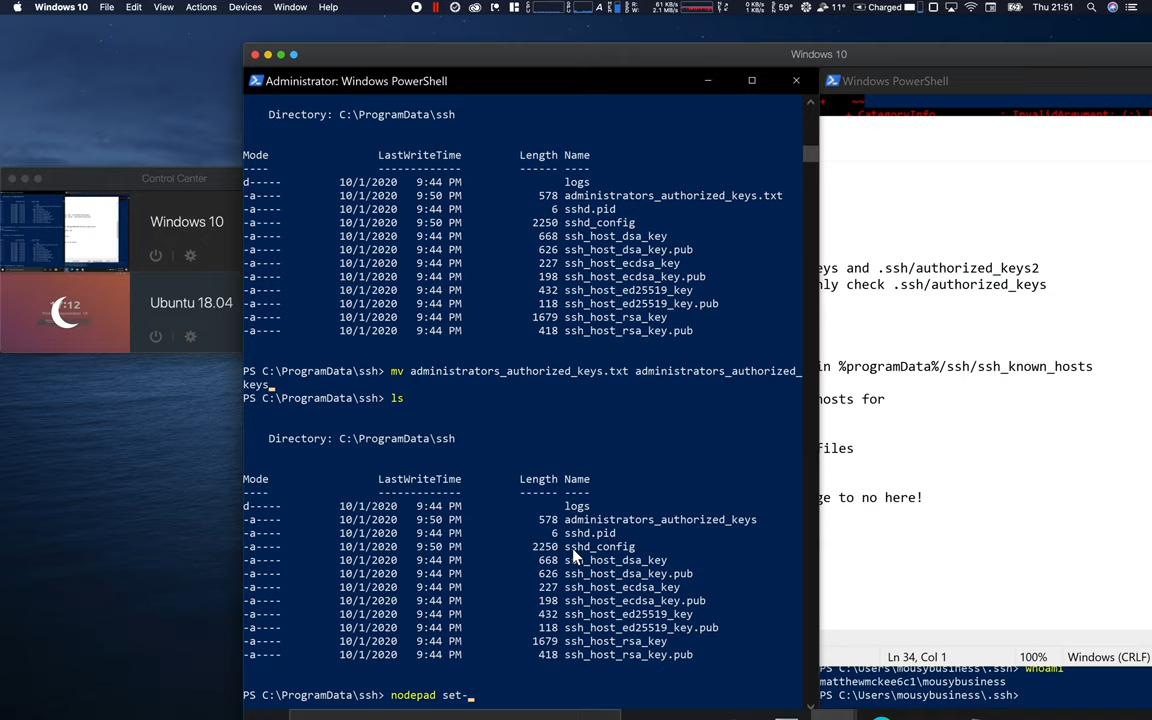 Windows 10 File Edit View Actions Devices Window Help
61 KB/s 2.1 MB/s 0 KB/s 1 KB/s 59° 11° Charged Thu 21:51
Windows 10
Administrator: Windows PowerShell
Windows PowerShell
+ ~~
+ CategoryInfo : InvalidArgument: (:) [
Directory: C:\ProgramData\ssh
Mode LastWriteTime Length Name
---- ------------- ------ ----
d----- 10/1/2020 9:44 PM logs
-a---- 10/1/2020 9:50 PM 578 administrators_authorized_keys.txt
-a---- 10/1/2020 9:44 PM 6 sshd.pid
-a---- 10/1/2020 9:50 PM 2250 sshd_config
-a---- 10/1/2020 9:44 PM 668 ssh_host_dsa_key
-a---- 10/1/2020 9:44 PM 626 ssh_host_dsa_key.pub
-a---- 10/1/2020 9:44 PM 227 ssh_host_ecdsa_key
-a---- 10/1/2020 9:44 PM 198 ssh_host_ecdsa_key.pub
-a---- 10/1/2020 9:44 PM 432 ssh_host_ed25519_key
-a---- 10/1/2020 9:44 PM 118 ssh_host_ed25519_key.pub
-a---- 10/1/2020 9:44 PM 1679 ssh_host_rsa_key
-a---- 10/1/2020 9:44 PM 418 ssh_host_rsa_key.pub
PS C:\ProgramData\ssh> mv administrators_authorized_keys.txt administrators_authorized_
keys
PS C:\ProgramData\ssh> ls
Directory: C:\ProgramData\ssh
Mode LastWriteTime Length Name
---- ------------- ------ ----
d----- 10/1/2020 9:44 PM logs
-a---- 10/1/2020 9:50 PM 578 administrators_authorized_keys
-a---- 10/1/2020 9:44 PM 6 sshd.pid
-a---- 10/1/2020 9:50 PM 2250 sshd_config
-a---- 10/1/2020 9:44 PM 668 ssh_host_dsa_key
-a---- 10/1/2020 9:44 PM 626 ssh_host_dsa_key.pub
-a---- 10/1/2020 9:44 PM 227 ssh_host_ecdsa_key
-a---- 10/1/2020 9:44 PM 198 ssh_host_ecdsa_key.pub
-a---- 10/1/2020 9:44 PM 432 ssh_host_ed25519_key
-a---- 10/1/2020 9:44 PM 118 ssh_host_ed25519_key.pub
-a---- 10/1/2020 9:44 PM 1679 ssh_host_rsa_key
-a---- 10/1/2020 9:44 PM 418 ssh_host_rsa_key.pub
PS C:\ProgramData\ssh> nodepad set-_
Control Center
Windows 10
Ubuntu 18.04
eys and .ssh/authorized_keys2
nly check .ssh/authorized_keys
in %programData%/ssh/ssh_known_hosts
osts for
files
ge to no here!
Ln 34, Col 1 100% Windows (CRLF)
PS C:\Users\mousybusiness\.ssh> whoami
matthewmckee6c1\mousybusiness
PS C:\Users\mousybusiness\.ssh>